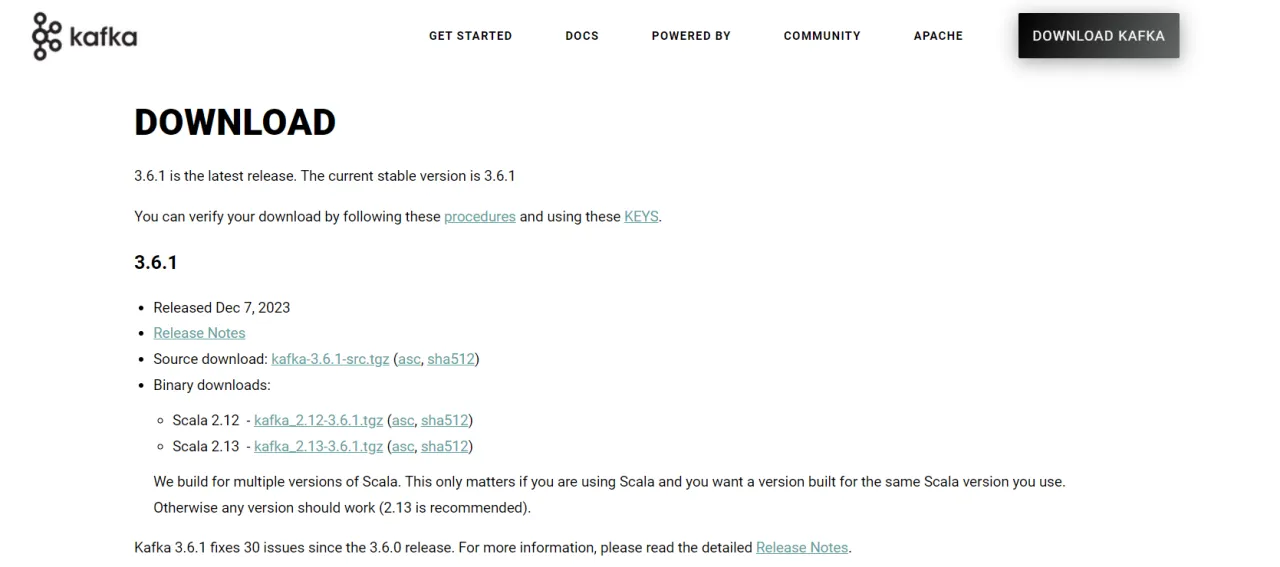 kafka
GET STARTED DOCS POWERED BY COMMUNITY APACHE DOWNLOAD KAFKA
DOWNLOAD
3.6.1 is the latest release. The current stable version is 3.6.1
You can verify your download by following these procedures and using these KEYS.
3.6.1
• Released Dec 7, 2023
• Release Notes
• Source download: kafka-3.6.1-src.tgz (asc, sha512)
• Binary downloads:
◦ Scala 2.12 - kafka_2.12-3.6.1.tgz (asc, sha512)
◦ Scala 2.13 - kafka_2.13-3.6.1.tgz (asc, sha512)
We build for multiple versions of Scala. This only matters if you are using Scala and you want a version built for the same Scala version you use.
Otherwise any version should work (2.13 is recommended).
Kafka 3.6.1 fixes 30 issues since the 3.6.0 release. For more information, please read the detailed Release Notes.